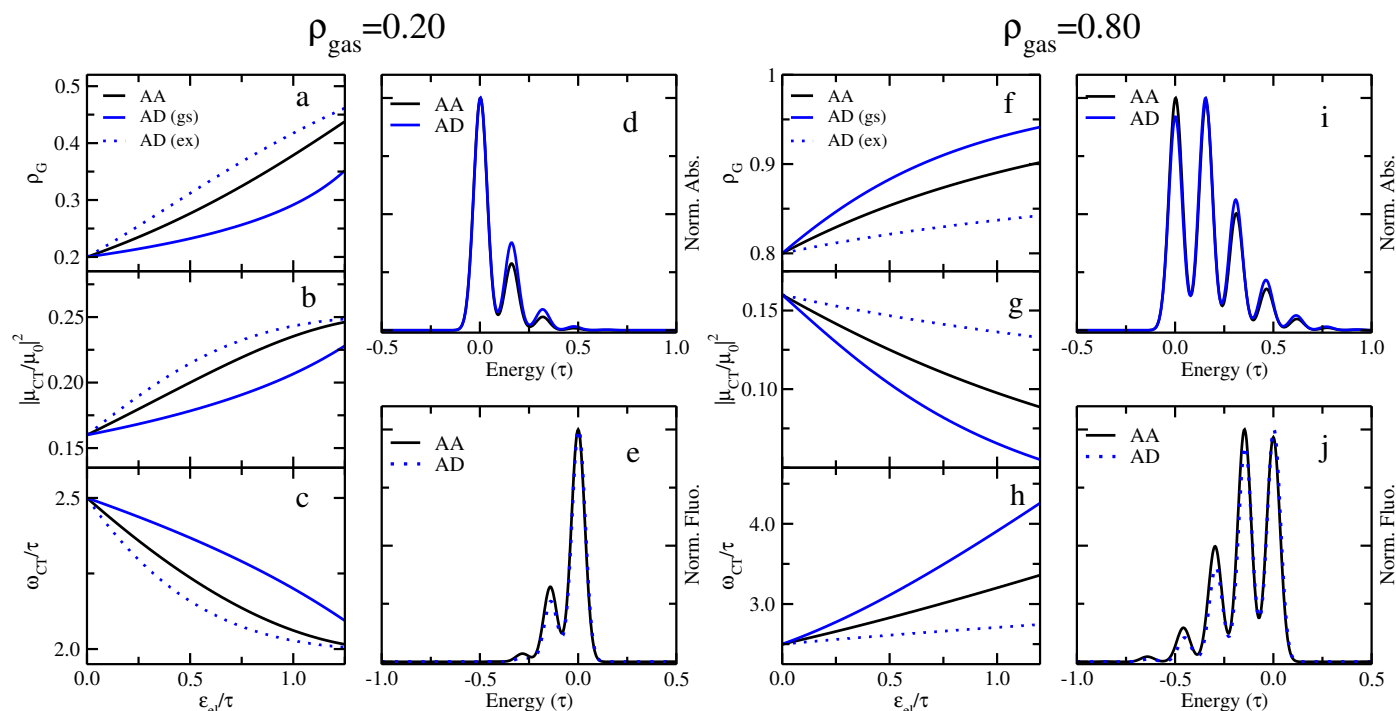 ρgas=0.20
ρgas=0.80
AA
AD (gs)
AD (ex)
a
ρG
0.5
0.4
0.3
0.2
b
|μCT/μ0|²
0.25
0.20
0.15
c
ωCT/τ
2.5
2.0
0.0 0.5 1.0
εel/τ
AA
AD
d
Norm. Abs.
-0.5 0.0 0.5 1.0
Energy (τ)
AA
AD
e
Norm. Fluo.
-1.0 -0.5 0.0 0.5
Energy (τ)
AA
AD (gs)
AD (ex)
f
ρG
1
0.9
0.8
g
|μCT/μ0|²
0.15
0.10
h
ωCT/τ
4.0
3.0
0.0 0.5 1.0
εel/τ
AA
AD
i
Norm. Abs.
-0.5 0.0 0.5 1.0
Energy (τ)
AA
AD
j
Norm. Fluo.
-1.0 -0.5 0.0 0.5
Energy (τ)